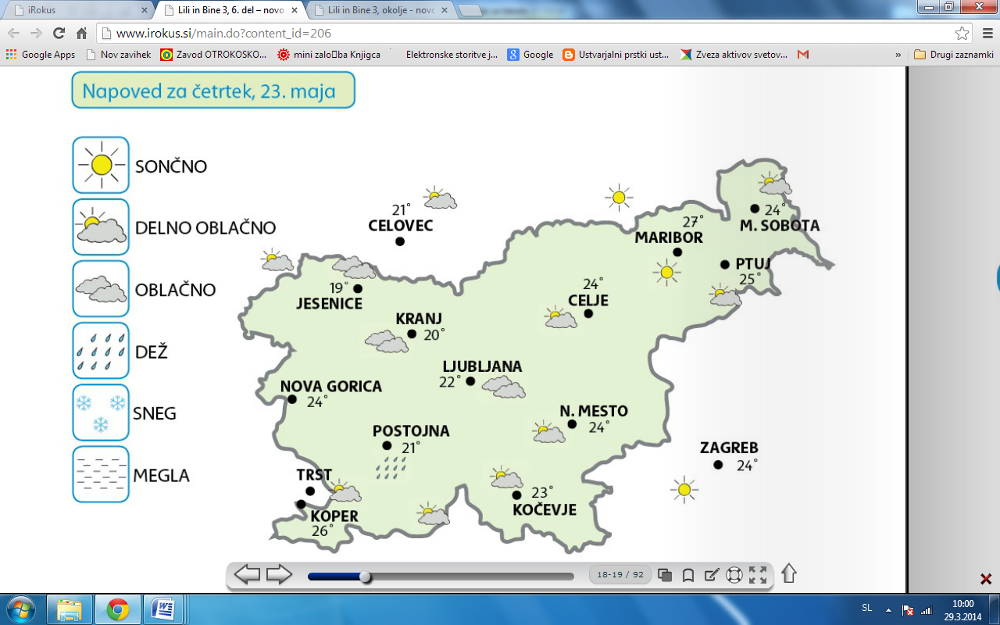 iRokus
Lili in Bine 3, 6. del – novo
Lili in Bine 3, okolje - novo
www.irokus.si/main.do?content_id=206
Google Apps
Nov zavihek
Zavod OTROKOSKO...
mini založba Knjigca
Elektronske storitve j...
Google
Ustvarjalni prstki ust...
Zveza aktivov svetov...
»
Drugi zaznamki
Napoved za četrtek, 23. maja
SONČNO
DELNO OBLAČNO
OBLAČNO
DEŽ
SNEG
MEGLA
21°
CELOVEC
27°
MARIBOR
24°
M. SOBOTA
PTUJ
25°
19°
JESENICE
24°
CELJE
KRANJ
20°
LJUBLJANA
22°
NOVA GORICA
24°
N. MESTO
24°
POSTOJNA
21°
ZAGREB
24°
TRST
KOPER
26°
23°
KOČEVJE
18-19 / 92
SL
10:00
29.3.2014